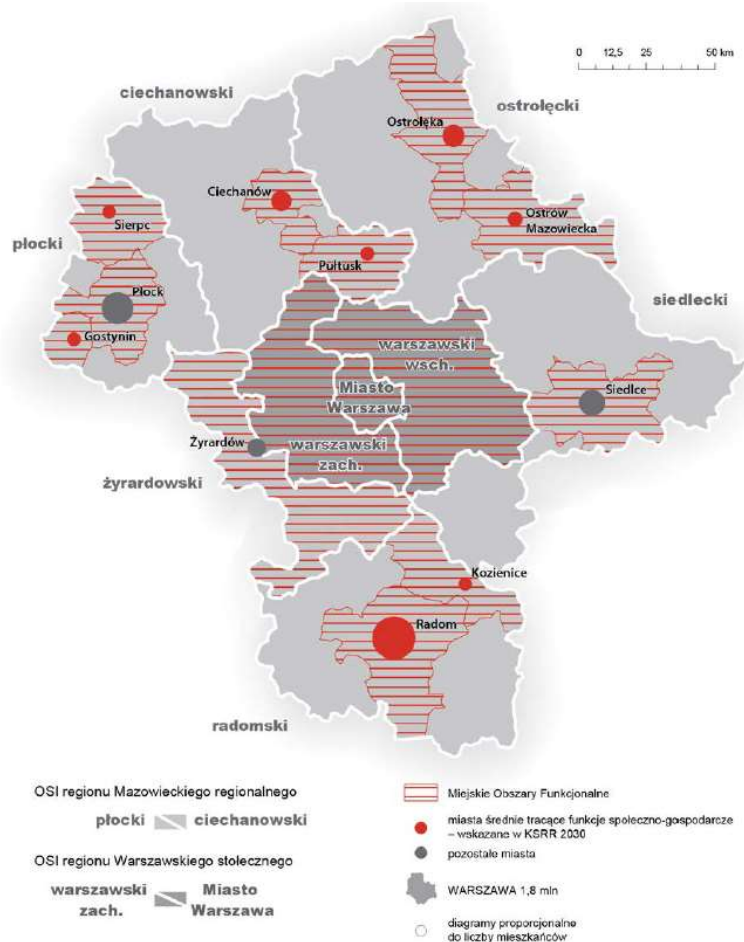 0 12,5 25 50 km
ciechanowski
ostrołęcki
Ostrołęka
Ciechanów
Sierpc
Ostrów
Mazowiecka
płocki
Pułtusk
Płock
siedlecki
Gostynin
warszawski
wsch.
Miasto
Warszawa
Siedlce
Żyrardów
warszawski
zach.
żyrardowski
Kozienice
Radom
radomski
OSI regionu Mazowieckiego regionalnego
płocki ciechanowski
OSI regionu Warszawskiego stołecznego
warszawski
zach.
Miasto
Warszawa
Miejskie Obszary Funkcjonalne
miasta średnie tracące funkcje społeczno-gospodarcze
– wskazane w KSRR 2030
pozostałe miasta
WARSZAWA 1,8 mln
diagramy proporcjonalne
do liczby mieszkańców